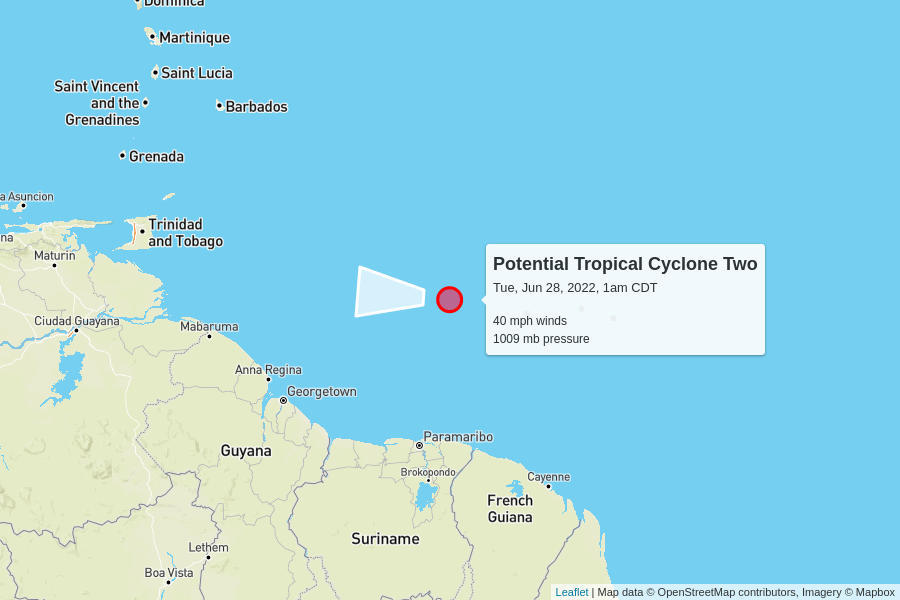 Dominica
Martinique
Saint Lucia
Saint Vincent
and the
Grenadines
Barbados
Grenada
a Asuncion
Trinidad
and Tobago
na
Maturin
Potential Tropical Cyclone Two
Tue, Jun 28, 2022, 1am CDT
40 mph winds
1009 mb pressure
Ciudad Guayana
Mabaruma
Anna Regina
Georgetown
Paramaribo
Guyana
Brokopondo
Cayenne
French
Guiana
Suriname
Lethem
Boa Vista
Leaflet | Map data © OpenStreetMap contributors, Imagery © Mapbox